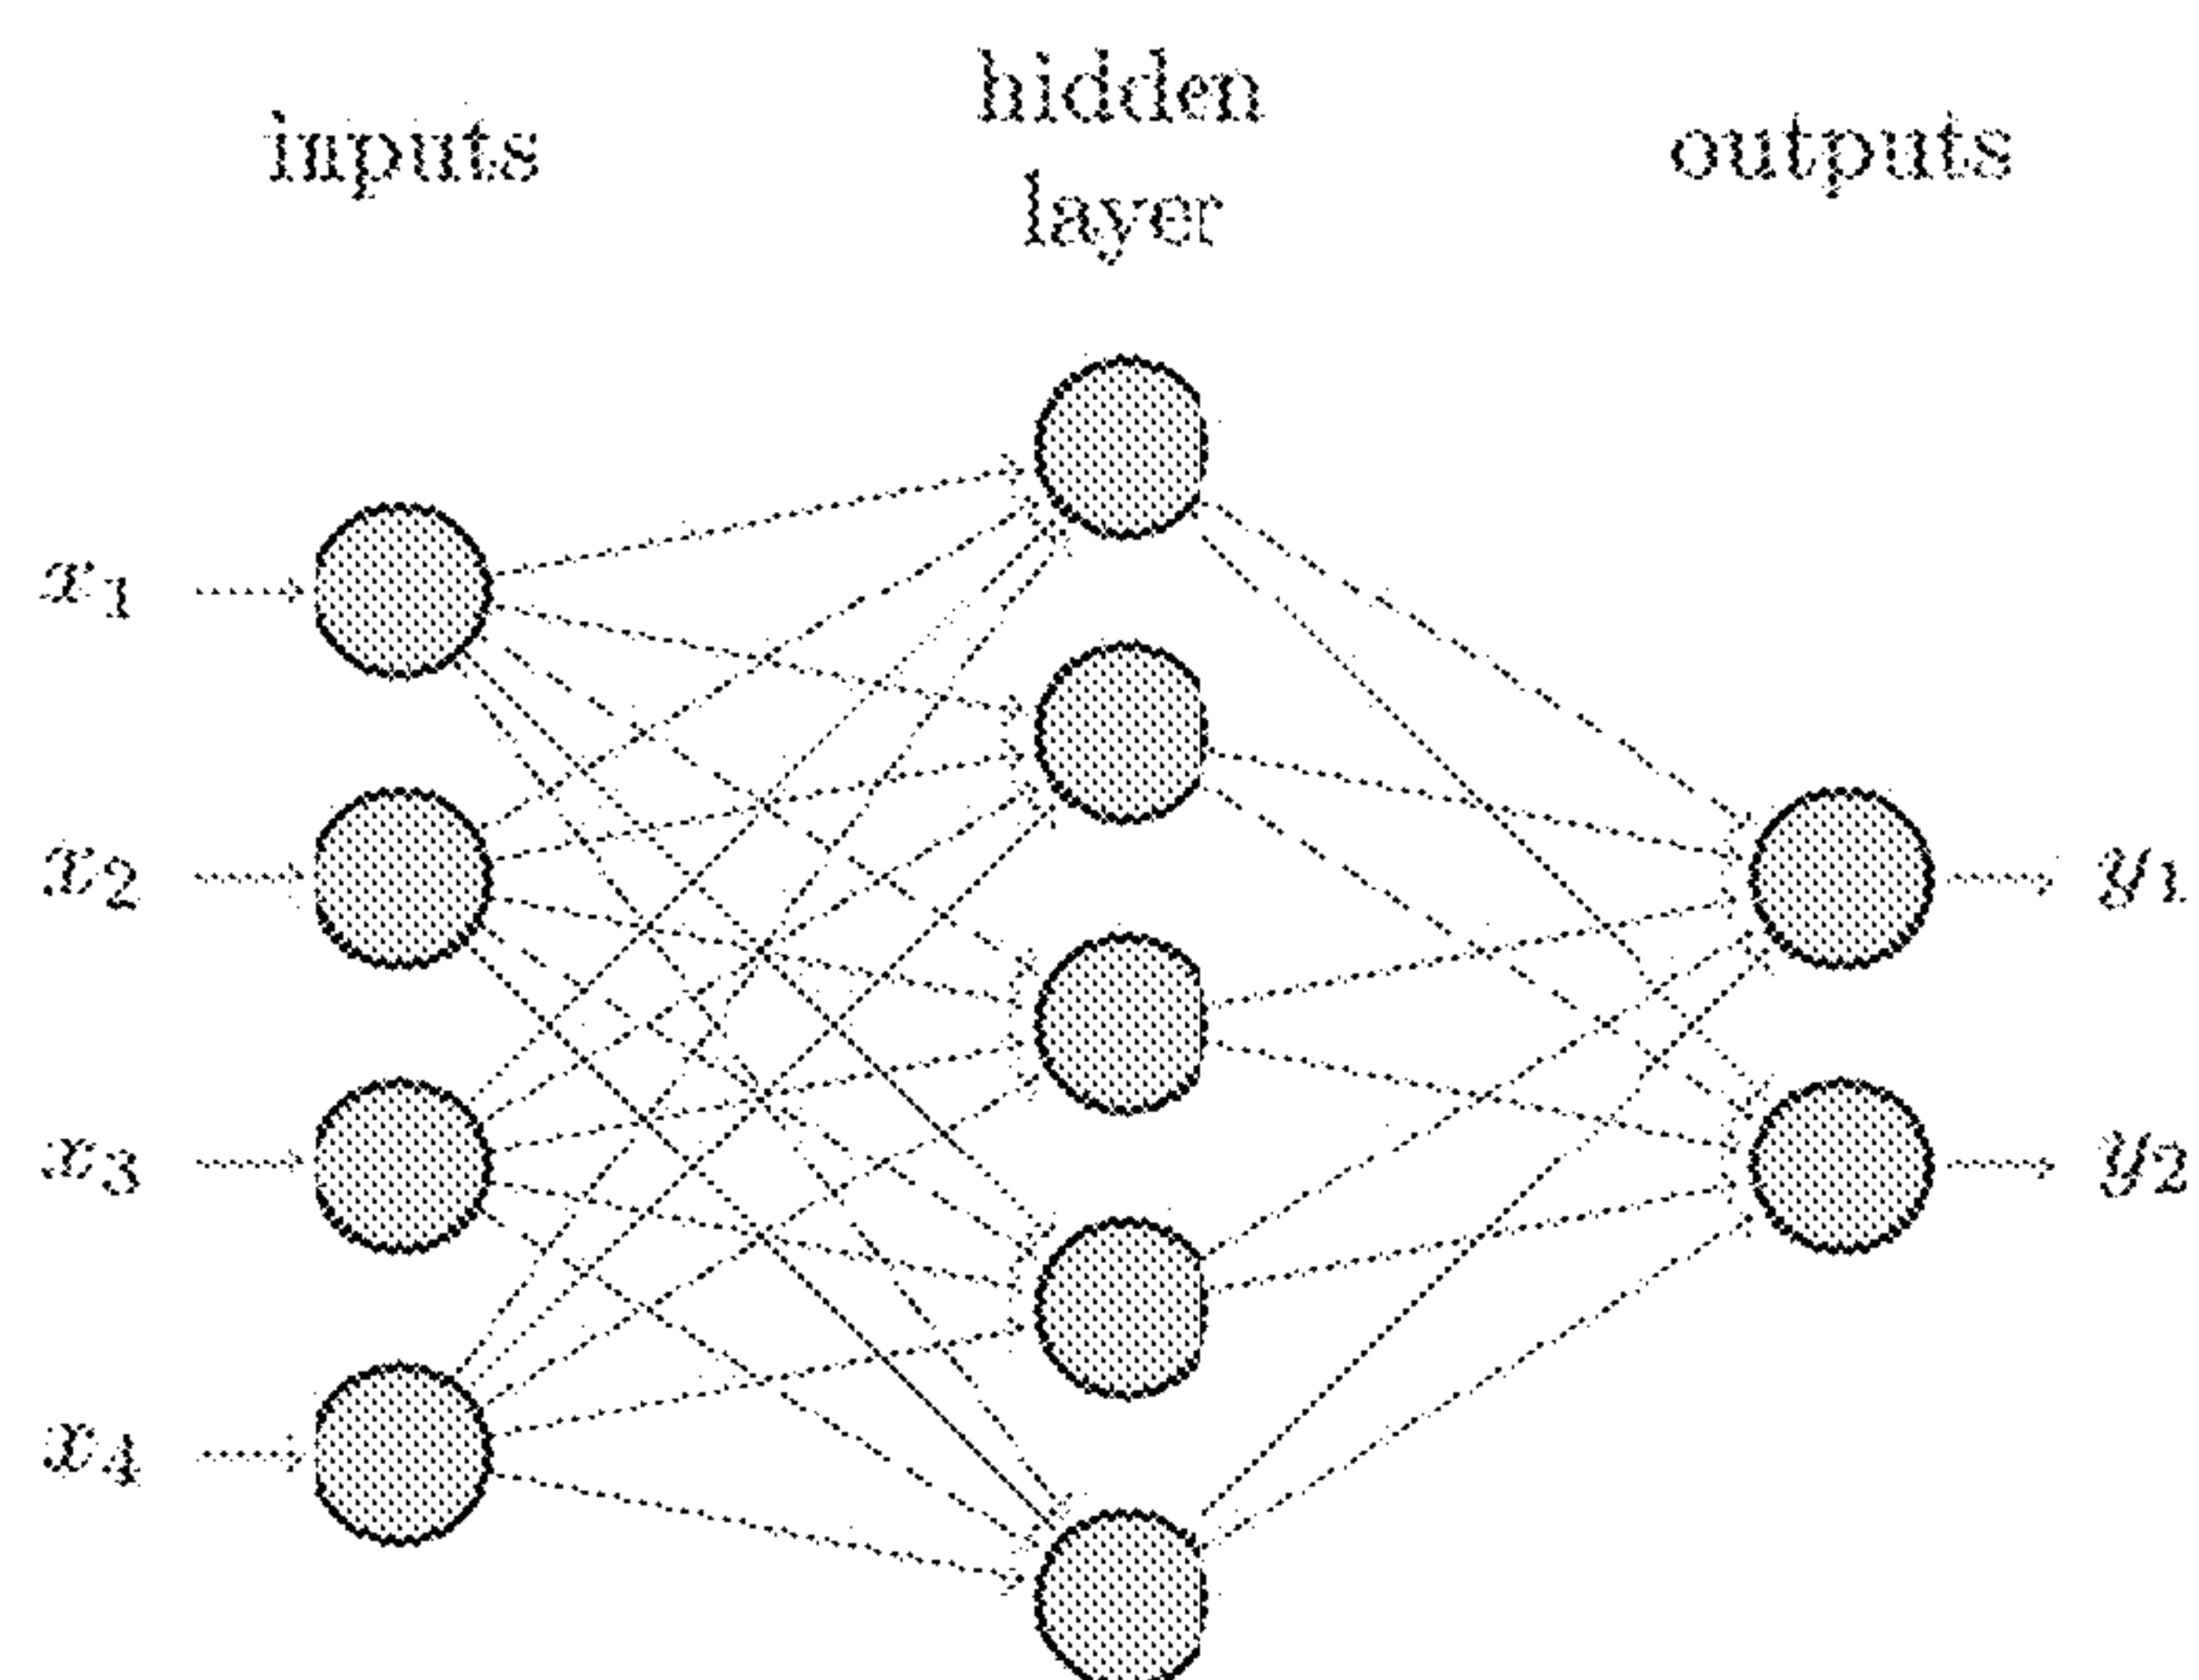 inputs
hidden
layer
outputs
x1
x2
x3
x4
y1
y2